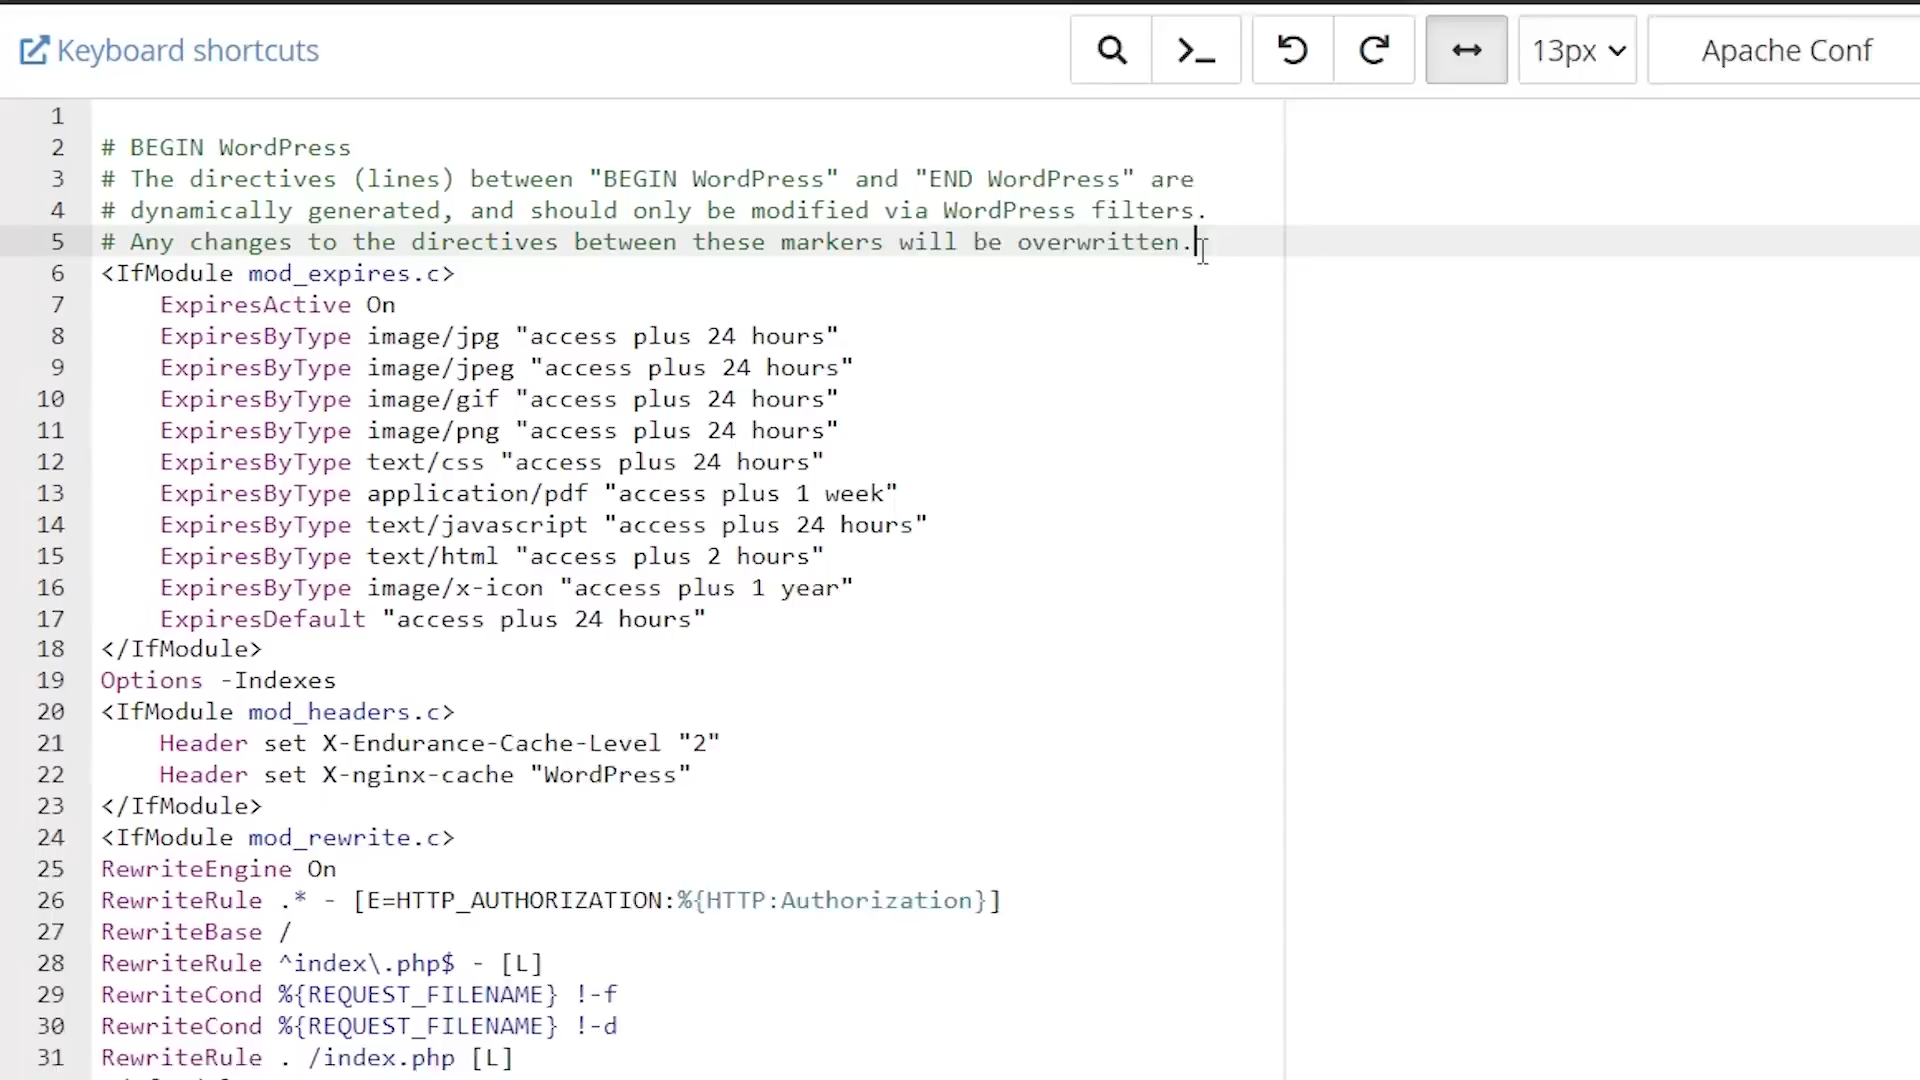 Keyboard shortcuts
13px
Apache Conf
1
2 # BEGIN WordPress
3 # The directives (lines) between "BEGIN WordPress" and "END WordPress" are
4 # dynamically generated, and should only be modified via WordPress filters.
5 # Any changes to the directives between these markers will be overwritten.
6 <IfModule mod_expires.c>
7     ExpiresActive On
8     ExpiresByType image/jpg "access plus 24 hours"
9     ExpiresByType image/jpeg "access plus 24 hours"
10     ExpiresByType image/gif "access plus 24 hours"
11     ExpiresByType image/png "access plus 24 hours"
12     ExpiresByType text/css "access plus 24 hours"
13     ExpiresByType application/pdf "access plus 1 week"
14     ExpiresByType text/javascript "access plus 24 hours"
15     ExpiresByType text/html "access plus 2 hours"
16     ExpiresByType image/x-icon "access plus 1 year"
17     ExpiresDefault "access plus 24 hours"
18 </IfModule>
19 Options -Indexes
20 <IfModule mod_headers.c>
21     Header set X-Endurance-Cache-Level "2"
22     Header set X-nginx-cache "WordPress"
23 </IfModule>
24 <IfModule mod_rewrite.c>
25 RewriteEngine On
26 RewriteRule .* - [E=HTTP_AUTHORIZATION:%{HTTP:Authorization}]
27 RewriteBase /
28 RewriteRule ^index\.php$ - [L]
29 RewriteCond %{REQUEST_FILENAME} !-f
30 RewriteCond %{REQUEST_FILENAME} !-d
31 RewriteRule . /index.php [L]